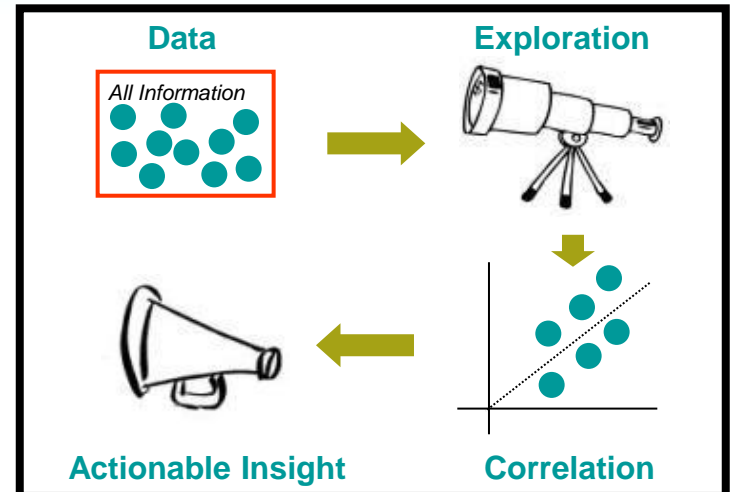 Data
Exploration
All Information
Actionable Insight
Correlation